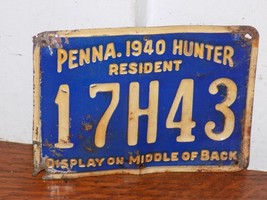 PENNA. 1940 HUNTER
RESIDENT
17H43
DISPLAY ON MIDDLE OF BACK